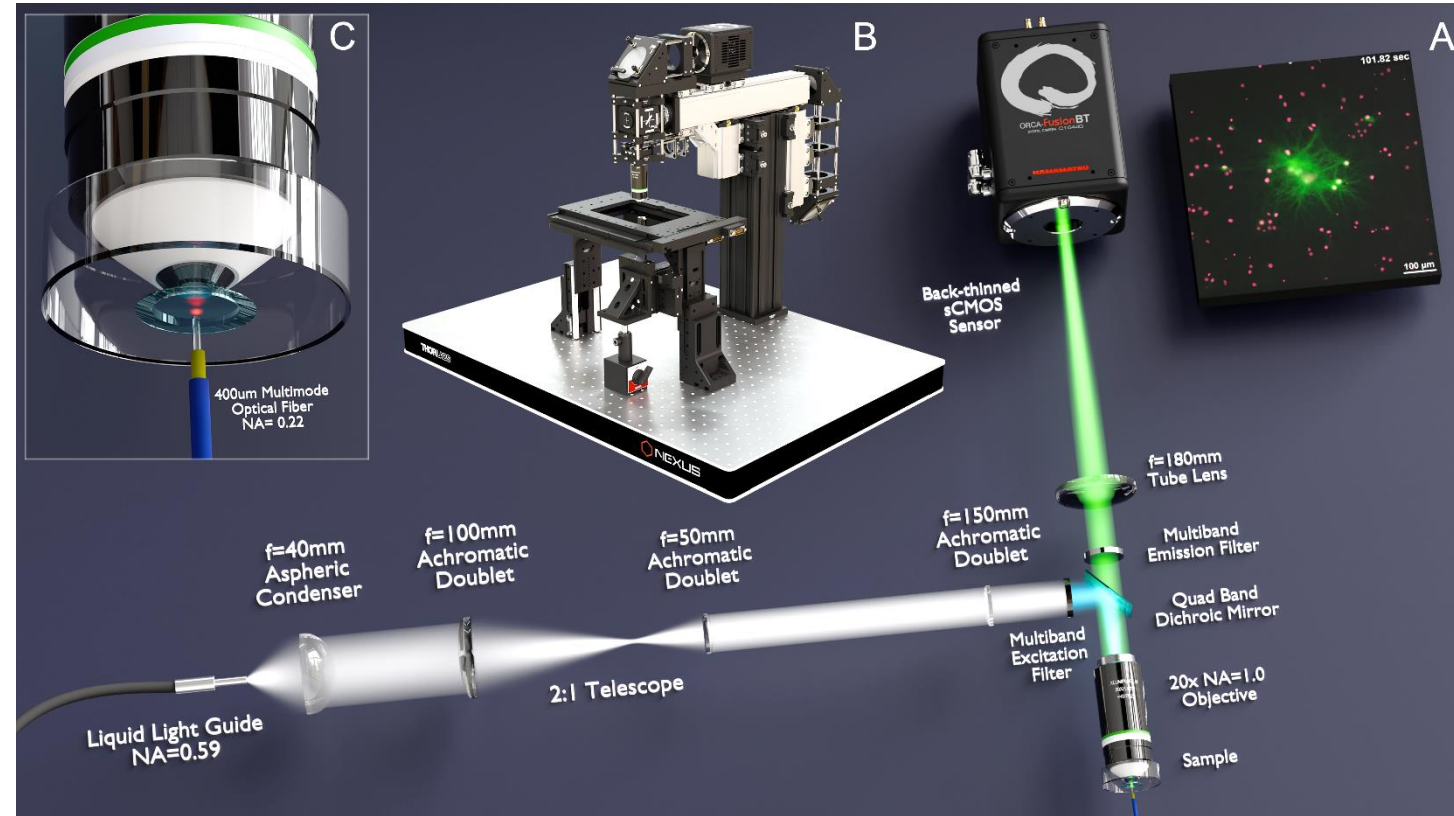 C
400um Multimode
Optical Fiber
NA= 0.22
B
THORLABS
NEXUS
A
ORCA-FusionBT
HAMAMATSU
101.82 sec
100 µm
Back-thinned
sCMOS
Sensor
f=180mm
Tube Lens
Multiband
Emission Filter
Quad Band
Dichroic Mirror
20x NA=1.0
Objective
Sample
f=150mm
Achromatic
Doublet
Multiband
Excitation
Filter
f=50mm
Achromatic
Doublet
2:1 Telescope
f=100mm
Achromatic
Doublet
f=40mm
Aspheric
Condenser
Liquid Light Guide
NA=0.59